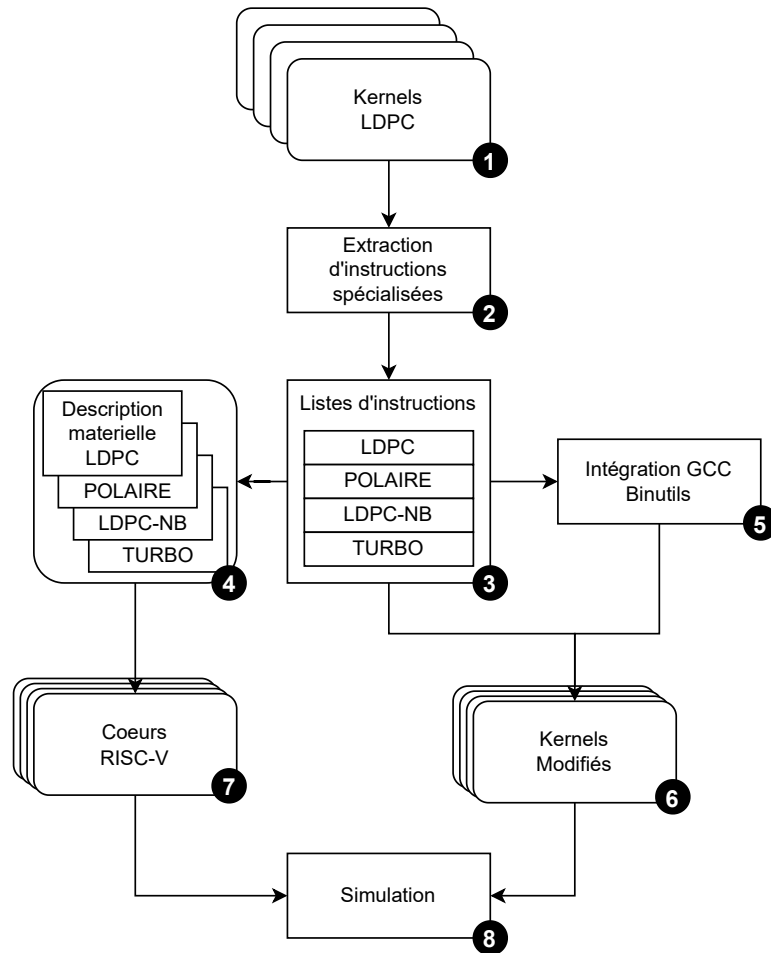 Kernels
LDPC
1
Extraction
d'instructions
spécialisées
2
Listes d'instructions
LDPC
POLAIRE
LDPC-NB
TURBO
3
Description
materielle
LDPC
POLAIRE
LDPC-NB
TURBO
4
Intégration GCC
Binutils
5
Coeurs
RISC-V
7
Kernels
Modifiés
6
Simulation
8